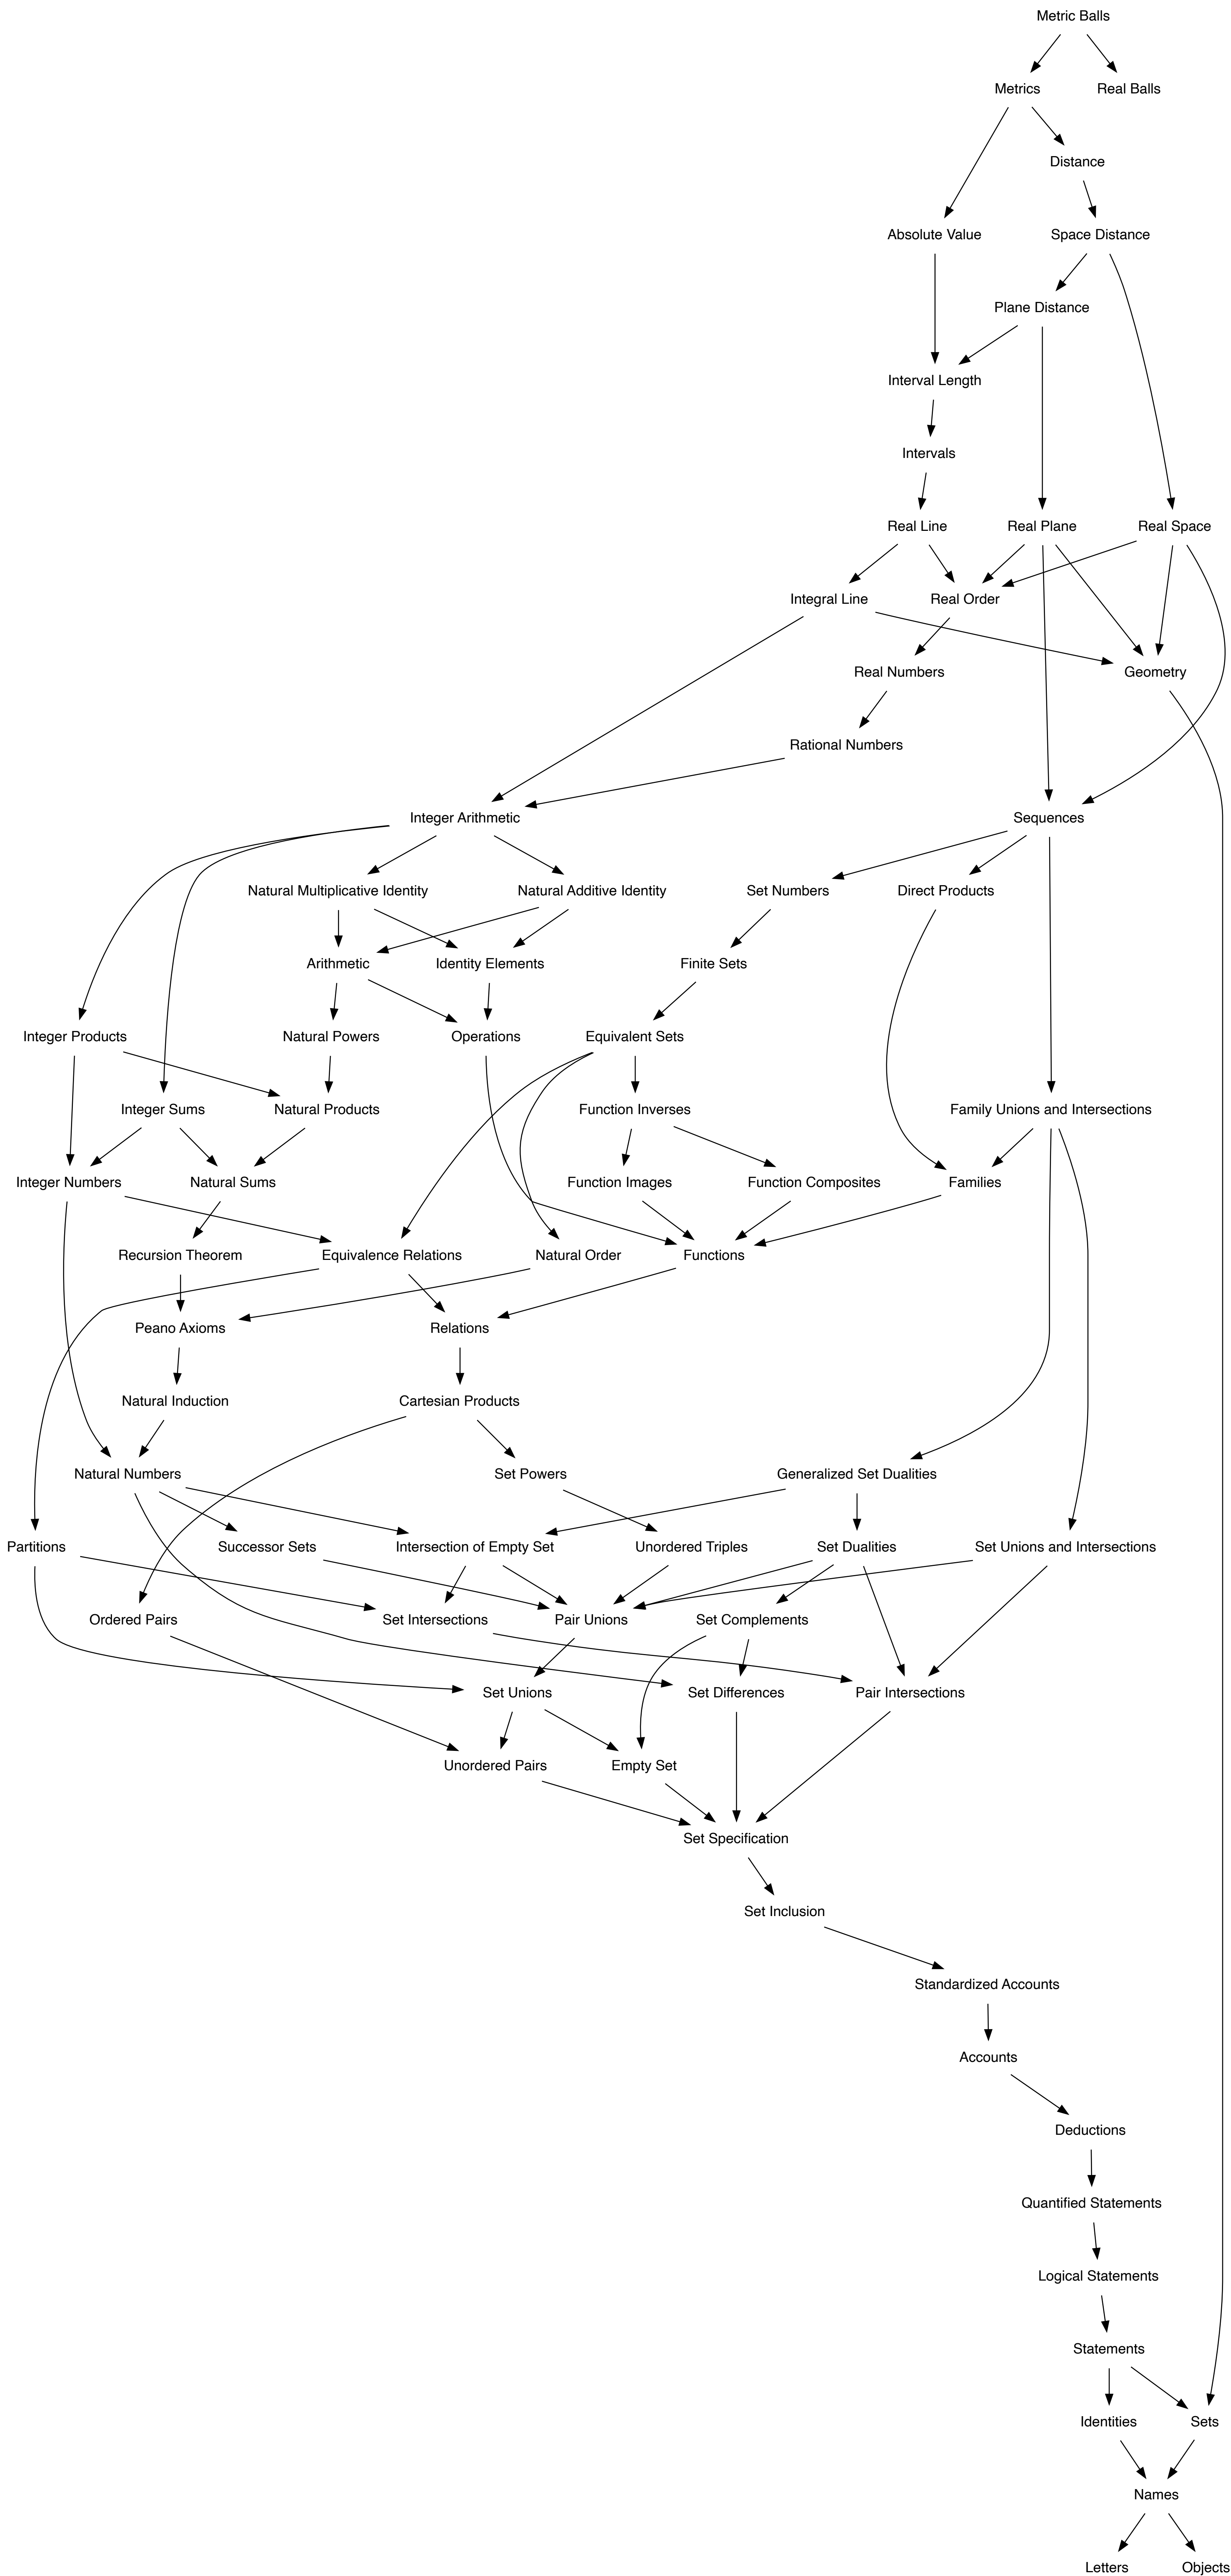 Metric Balls
Metrics
Real Balls
Distance
Absolute Value
Space Distance
Plane Distance
Interval Length
Intervals
Real Line
Real Plane
Real Space
Integral Line
Real Order
Real Numbers
Geometry
Rational Numbers
Integer Arithmetic
Sequences
Natural Multiplicative Identity
Natural Additive Identity
Set Numbers
Direct Products
Arithmetic
Identity Elements
Finite Sets
Integer Products
Natural Powers
Operations
Equivalent Sets
Integer Sums
Natural Products
Function Inverses
Family Unions and Intersections
Integer Numbers
Natural Sums
Function Images
Function Composites
Families
Recursion Theorem
Equivalence Relations
Natural Order
Functions
Peano Axioms
Relations
Natural Induction
Cartesian Products
Natural Numbers
Set Powers
Generalized Set Dualities
Partitions
Successor Sets
Intersection of Empty Set
Unordered Triples
Set Dualities
Set Unions and Intersections
Ordered Pairs
Set Intersections
Pair Unions
Set Complements
Set Unions
Set Differences
Pair Intersections
Unordered Pairs
Empty Set
Set Specification
Set Inclusion
Standardized Accounts
Accounts
Deductions
Quantified Statements
Logical Statements
Statements
Identities
Sets
Names
Letters
Objects